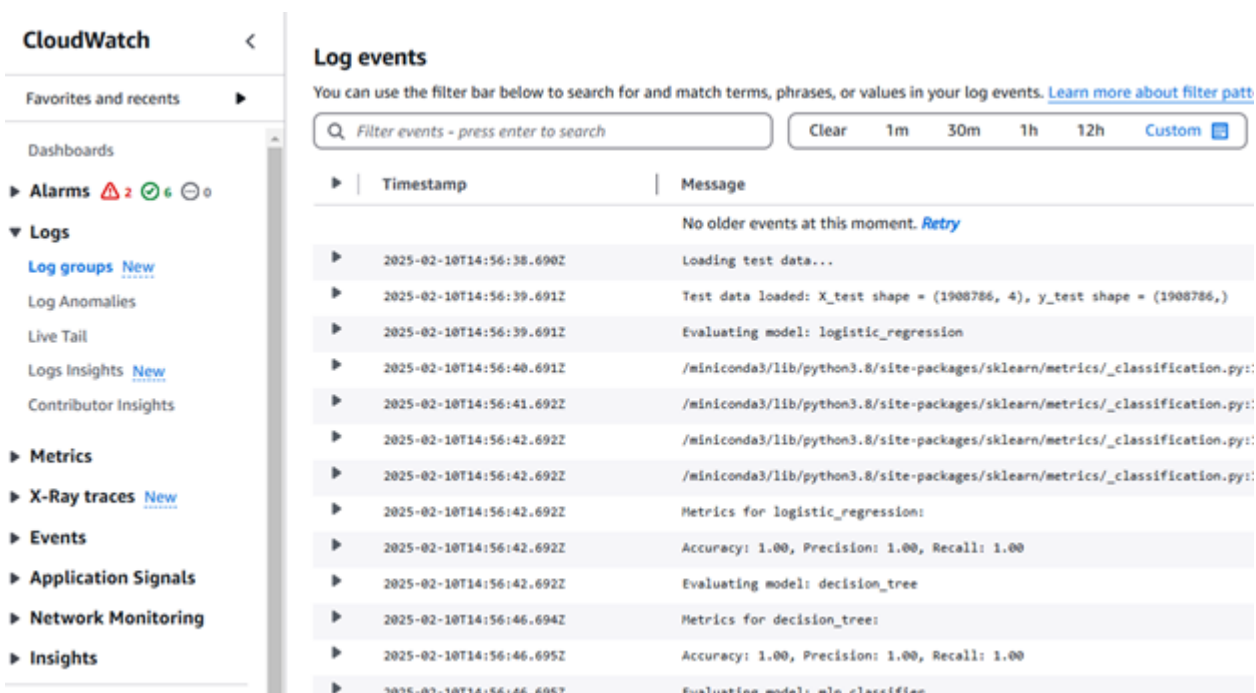 CloudWatch
Favorites and recents
Dashboards
Alarms 2 6 0
Logs
Log groups New
Log Anomalies
Live Tail
Logs Insights New
Contributor Insights
Metrics
X-Ray traces New
Events
Application Signals
Network Monitoring
Insights
Log events
You can use the filter bar below to search for and match terms, phrases, or values in your log events. Learn more about filter patt
Filter events - press enter to search
Clear 1m 30m 1h 12h Custom
Timestamp Message
No older events at this moment. Retry
2025-02-10T14:56:38.690Z Loading test data...
2025-02-10T14:56:39.691Z Test data loaded: X_test shape = (1908786, 4), y_test shape = (1908786,)
2025-02-10T14:56:39.691Z Evaluating model: logistic_regression
2025-02-10T14:56:40.691Z /miniconda3/lib/python3.8/site-packages/sklearn/metrics/_classification.py:
2025-02-10T14:56:41.692Z /miniconda3/lib/python3.8/site-packages/sklearn/metrics/_classification.py:
2025-02-10T14:56:42.692Z /miniconda3/lib/python3.8/site-packages/sklearn/metrics/_classification.py:
2025-02-10T14:56:42.692Z /miniconda3/lib/python3.8/site-packages/sklearn/metrics/_classification.py:
2025-02-10T14:56:42.692Z Metrics for logistic_regression:
2025-02-10T14:56:42.692Z Accuracy: 1.00, Precision: 1.00, Recall: 1.00
2025-02-10T14:56:42.692Z Evaluating model: decision_tree
2025-02-10T14:56:46.694Z Metrics for decision_tree:
2025-02-10T14:56:46.695Z Accuracy: 1.00, Precision: 1.00, Recall: 1.00
2025-02-10T14:56:46.695Z Evaluating model: mlp_classifier